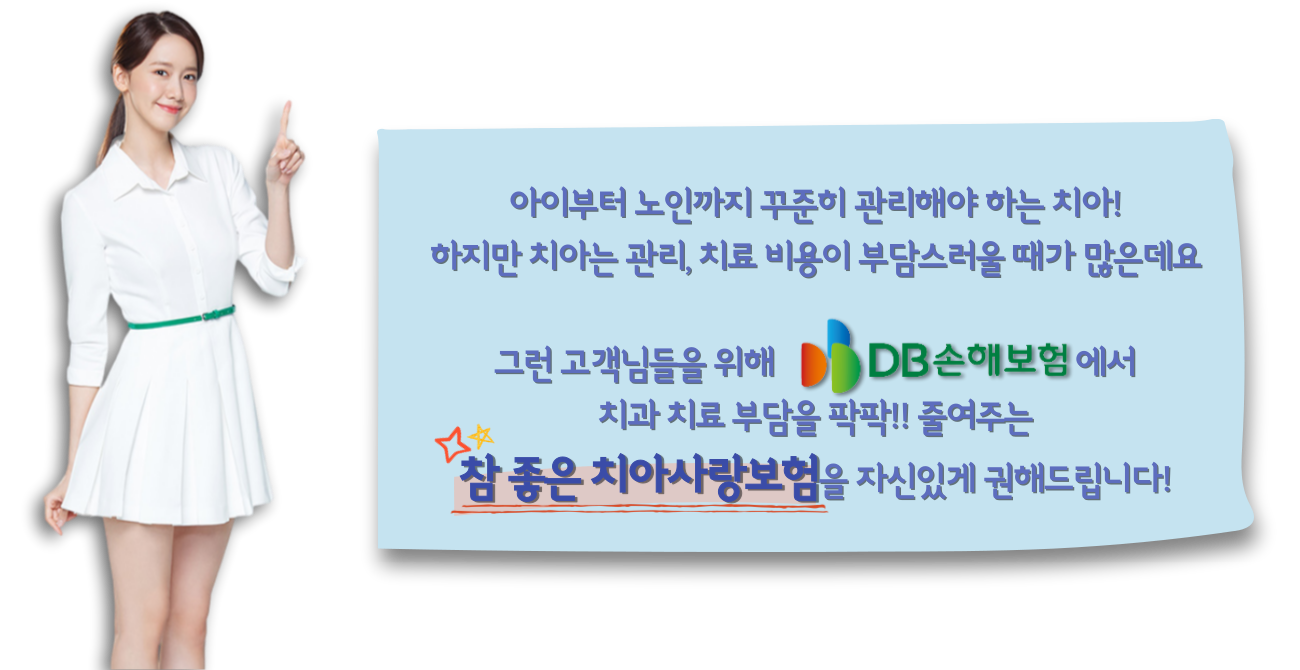 아이부터 노인까지 꾸준히 관리해야 하는 치아!
하지만 치아는 관리, 치료 비용이 부담스러울 때가 많은데요
그런 고객님들을 위해 DB손해보험에서
치과 치료 부담을 팍팍!! 줄여주는
참 좋은 치아사랑보험을 자신있게 권해드립니다!